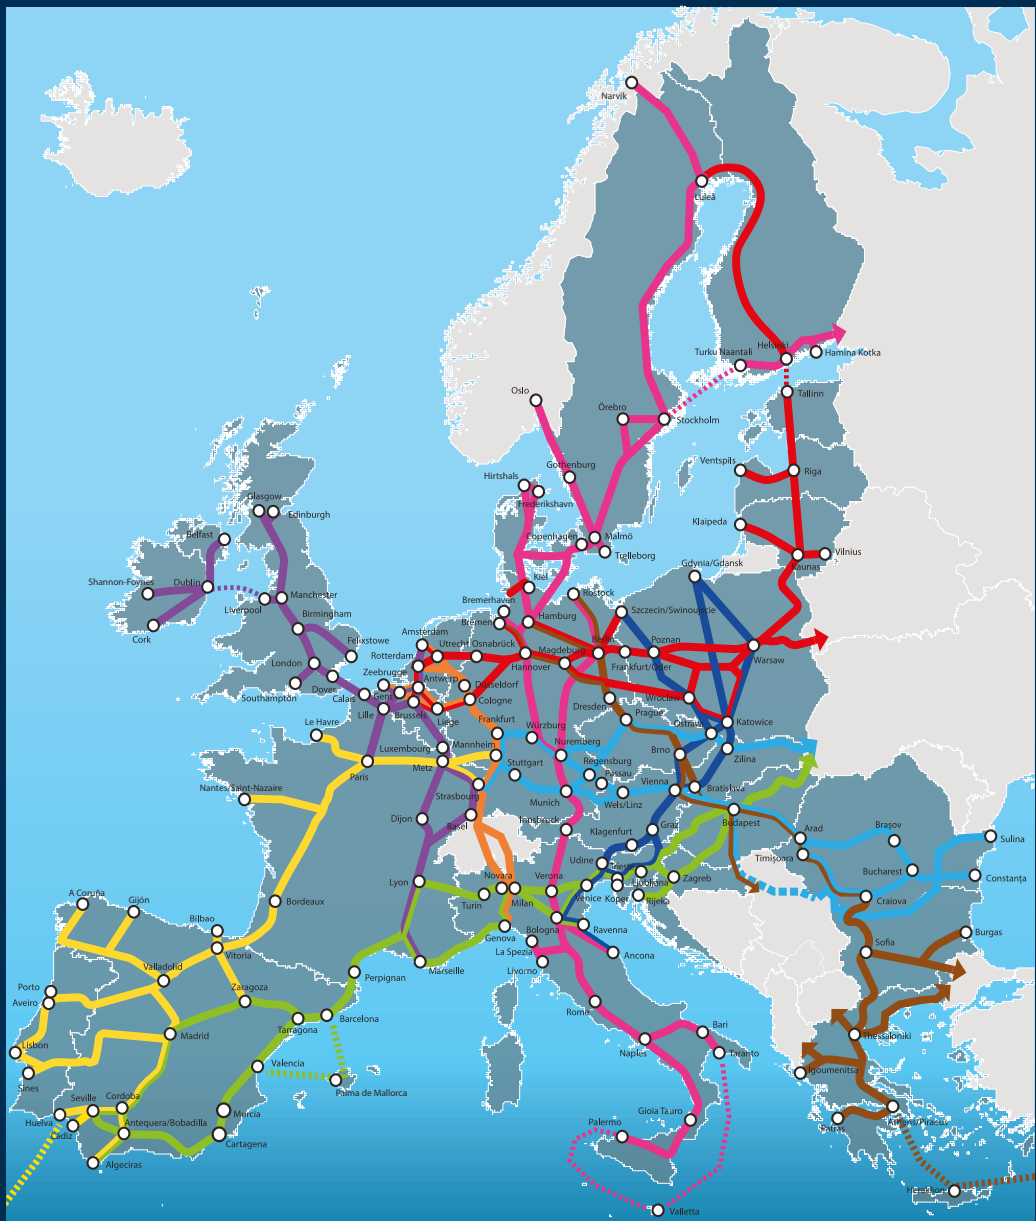 Narvik
Luleå
Helsinki
Turku Naantali
Hamina Kotka
Tallinn
Oslo
Örebro
Stockholm
Ventspils
Riga
Gothenburg
Hirtshals
Frederikshavn
Klaipeda
Copenhagen
Malmö
Trelleborg
Vilnius
Kaunas
Glasgow
Edinburgh
Belfast
Gdynia/Gdansk
Kiel
Rostock
Shannon-Foynes
Dublin
Liverpool
Manchester
Bremerhaven
Szczecin/Swinoujscie
Cork
Birmingham
Bremen
Hamburg
Felixstowe
Amsterdam
Utrecht
Osnabrück
Magdeburg
Berlin
Poznan
Warsaw
London
Rotterdam
Hannover
Frankfurt/Oder
Zeebrugge
Dover
Antwerp
Düsseldorf
Southampton
Calais
Gent
Cologne
Wrocław
Dresden
Lille
Brussels
Liege
Prague
Ostrava
Katowice
Le Havre
Frankfurt
Würzburg
Luxembourg
Mannheim
Nuremberg
Brno
Zilina
Paris
Metz
Stuttgart
Regensburg
Passau
Nantes/Saint-Nazaire
Strasbourg
Vienna
Bratislava
Munich
Wels/Linz
Dijon
Basel
Innsbruck
Budapest
Klagenfurt
Graz
Arad
Braşov
Sulina
Timişoara
Udine
Trieste
Lyon
Novara
Verona
Ljubljana
Bucharest
Constanţa
Turin
Milan
Venice
Koper
Rijeka
Zagreb
Craiova
A Coruña
Gijón
Bordeaux
Bilbao
Genova
Bologna
Ravenna
Burgas
Vitoria
La Spezia
Ancona
Sofia
Marseille
Livorno
Valladolid
Perpignan
Porto
Zaragoza
Aveiro
Rome
Barcelona
Tarragona
Madrid
Bari
Lisbon
Naples
Thessaloniki
Valencia
Taranto
Sines
Palma de Mallorca
Igoumenitsa
Seville
Cordoba
Murcia
Gioia Tauro
Huelva
Palermo
Patras
Athens/Piraeus
Cádiz
Antequera/Bobadilla
Cartagena
Algeciras
Heraklion
Valletta